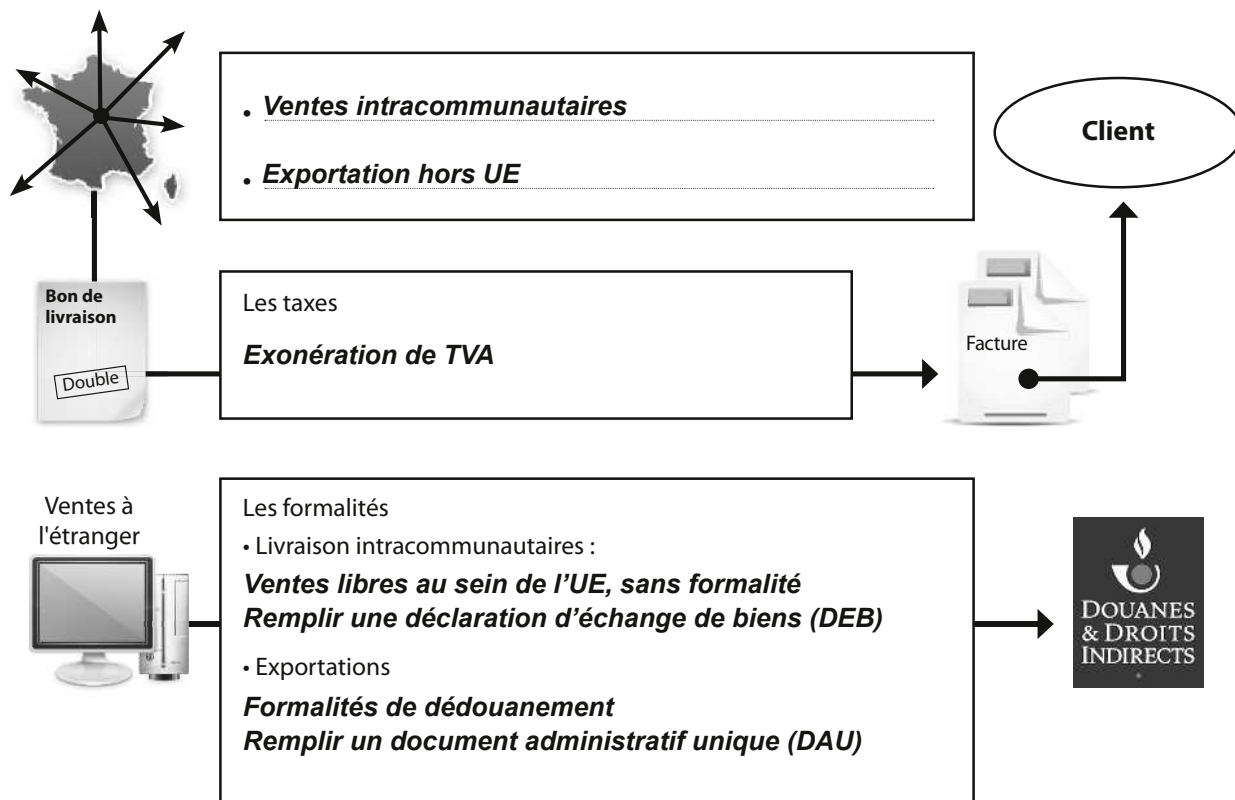 • Ventes intracommunautaires
• Exportation hors UE
Client
Bon de
livraison
Double
Les taxes
Exonération de TVA
Facture
Ventes à
l'étranger
Les formalités
• Livraison intracommunautaires :
Ventes libres au sein de l’UE, sans formalité
Remplir une déclaration d’échange de biens (DEB)
• Exportations
Formalités de dédouanement
Remplir un document administratif unique (DAU)
DOUANES
& DROITS
INDIRECTS